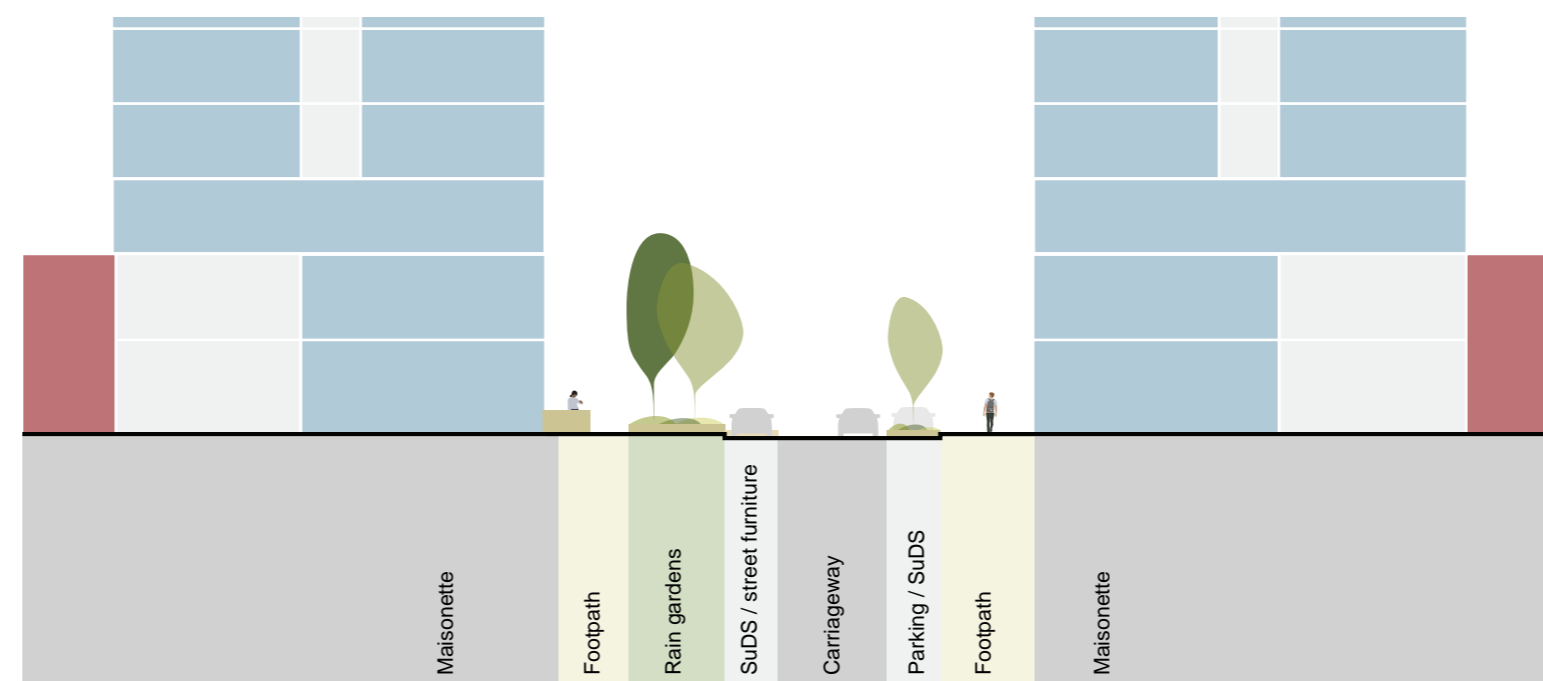 Maisonette
Footpath
Rain gardens
SuDS / street furniture
Carriageway
Parking / SuDS
Footpath
Maisonette